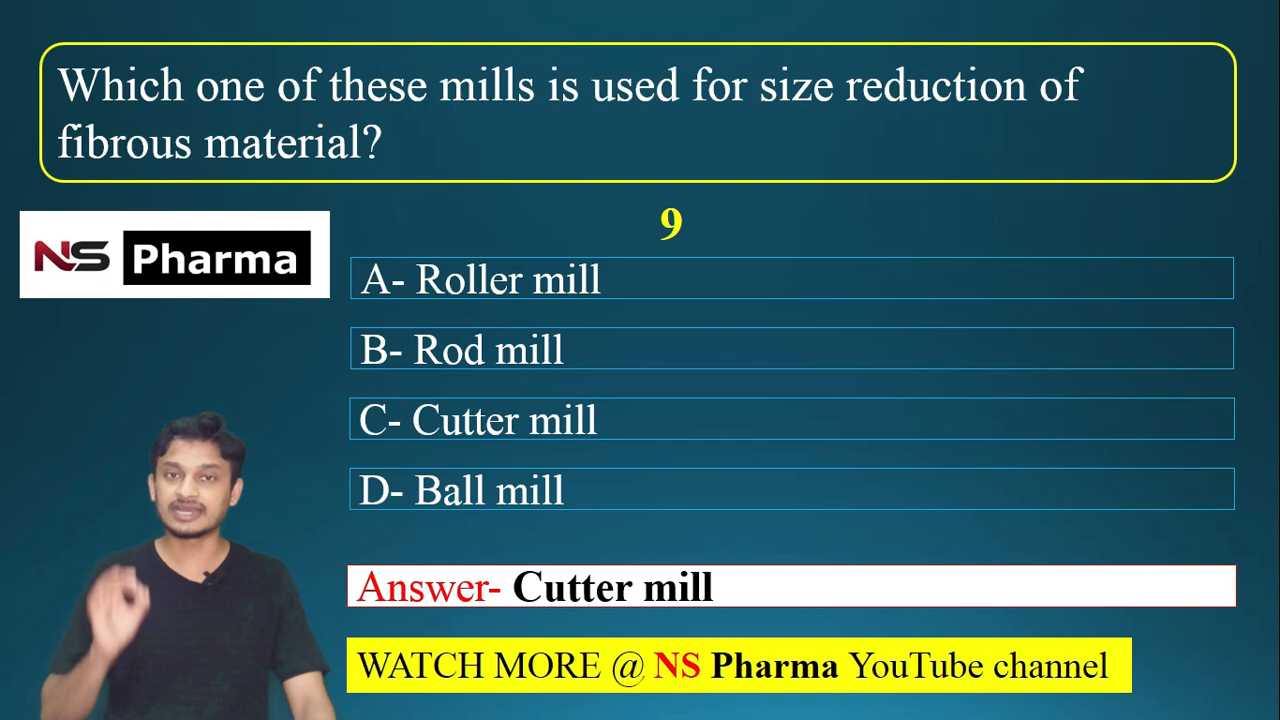 Which one of these mills is used for size reduction of
fibrous material?
9
NS Pharma
A- Roller mill
B- Rod mill
C- Cutter mill
D- Ball mill
Answer- Cutter mill
WATCH MORE @ NS Pharma YouTube channel